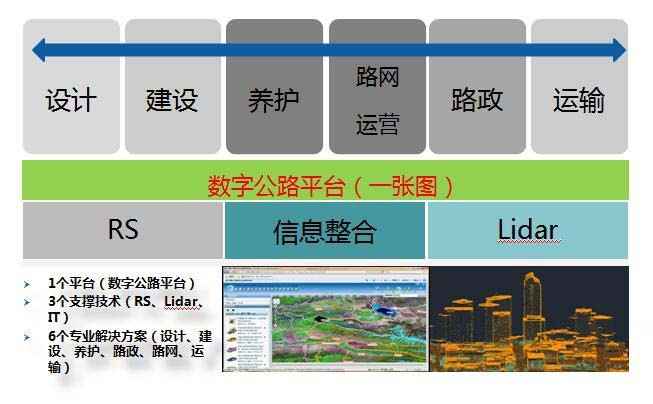 设计
建设
养护
路网
运营
路政
运输
数字公路平台（一张图）
RS
信息整合
Lidar
1个平台（数字公路平台）
3个支撑技术（RS、Lidar、
IT）
6个专业解决方案（设计、建
设、养护、路政、路网、运
输）